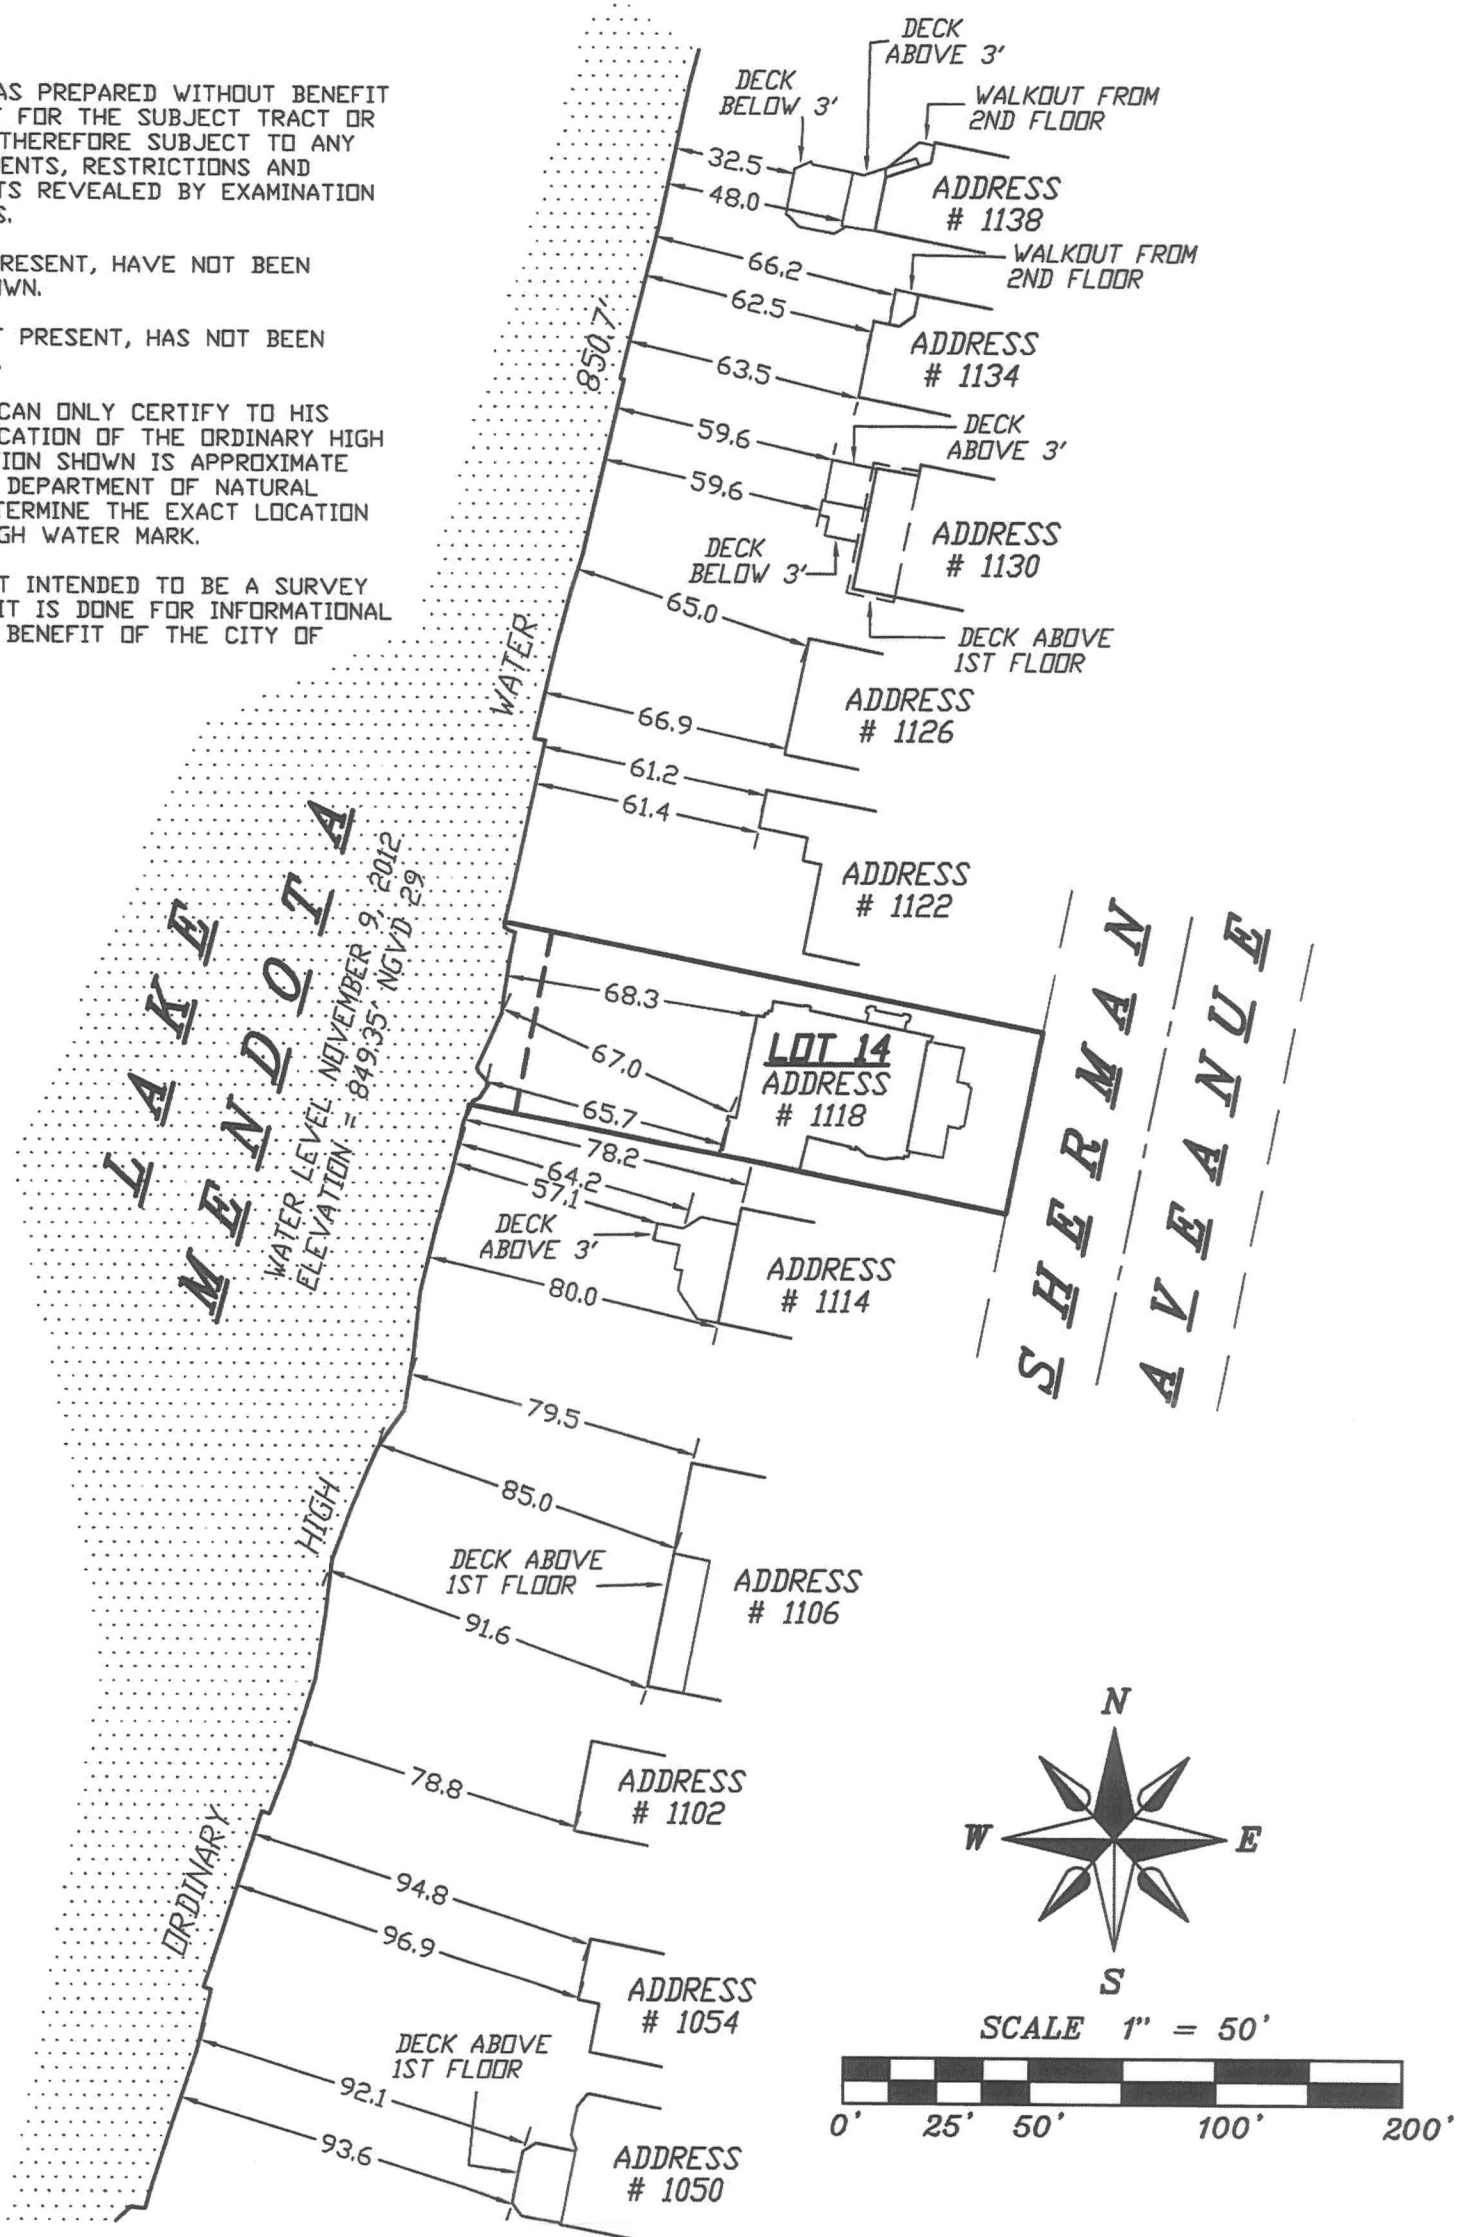 AS PREPARED WITHOUT BENEFIT
FOR THE SUBJECT TRACT OR
THEREFORE SUBJECT TO ANY
ENTS, RESTRICTIONS AND
TS REVEALED BY EXAMINATION
S.
RESENT, HAVE NOT BEEN
WN.
T PRESENT, HAS NOT BEEN
CAN ONLY CERTIFY TO HIS
CATION OF THE ORDINARY HIGH
ION SHOWN IS APPROXIMATE
DEPARTMENT OF NATURAL
TERMINE THE EXACT LOCATION
GH WATER MARK.
T INTENDED TO BE A SURVEY
IT IS DONE FOR INFORMATIONAL
BENEFIT OF THE CITY OF
DECK
ABOVE 3'
DECK
BELOW 3'
WALKOUT FROM
2ND FLOOR
32.5
48.0
ADDRESS
# 1138
WALKOUT FROM
2ND FLOOR
66.2
62.5
63.5
ADDRESS
# 1134
850.7'
59.6
59.6
DECK
ABOVE 3'
DECK
BELOW 3'
ADDRESS
# 1130
DECK ABOVE
1ST FLOOR
65.0
66.9
ADDRESS
# 1126
WATER
61.2
61.4
ADDRESS
# 1122
LAKE
MENDOTA
WATER LEVEL NOVEMBER 9, 2012
ELEVATION = 849.35' NGVD 29
68.3
67.0
65.7
LOT 14
ADDRESS
# 1118
SHERMAN
AVEANUE
78.2
64.2
57.1
DECK
ABOVE 3'
80.0
ADDRESS
# 1114
79.5
85.0
HIGH
DECK ABOVE
1ST FLOOR
91.6
ADDRESS
# 1106
78.8
ADDRESS
# 1102
ORDINARY
94.8
96.9
ADDRESS
# 1054
DECK ABOVE
1ST FLOOR
92.1
93.6
ADDRESS
# 1050
N
W
E
S
SCALE 1" = 50'
0' 25' 50' 100' 200'